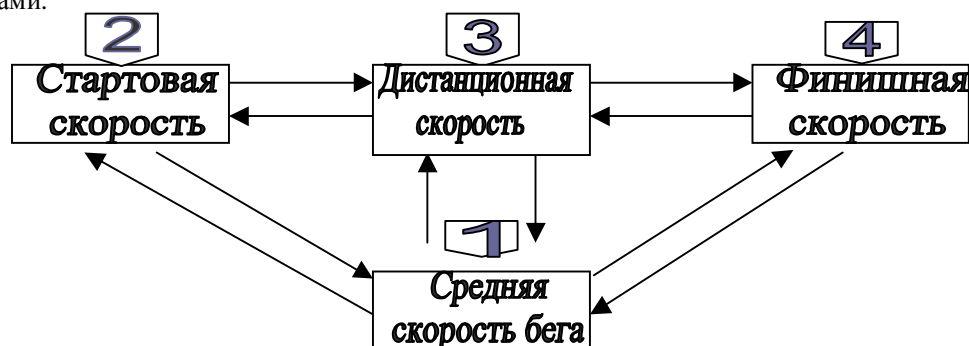 ами.
2
3
4
Стартовая
скорость
Дистанционная
скорость
Финишная
скорость
1
Средняя
скорость бега